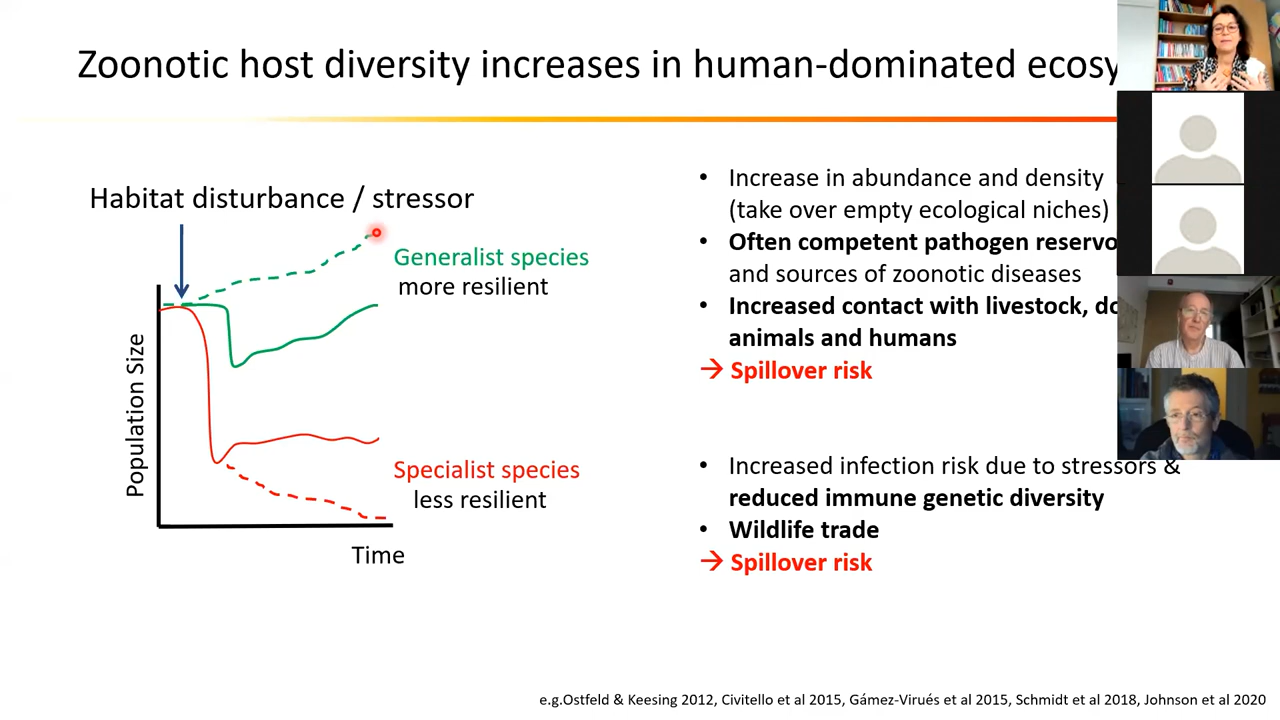 Zoonotic host diversity increases in human-dominated ecosy
Habitat disturbance / stressor
Generalist species
more resilient
Population Size
Specialist species
less resilient
Time
• Increase in abundance and density
(take over empty ecological niches)
• Often competent pathogen reservo
and sources of zoonotic diseases
• Increased contact with livestock, do
animals and humans
→ Spillover risk
• Increased infection risk due to stressors &
reduced immune genetic diversity
• Wildlife trade
→ Spillover risk
e.g.Ostfeld & Keesing 2012, Civitello et al 2015, Gámez-Virués et al 2015, Schmidt et al 2018, Johnson et al 2020